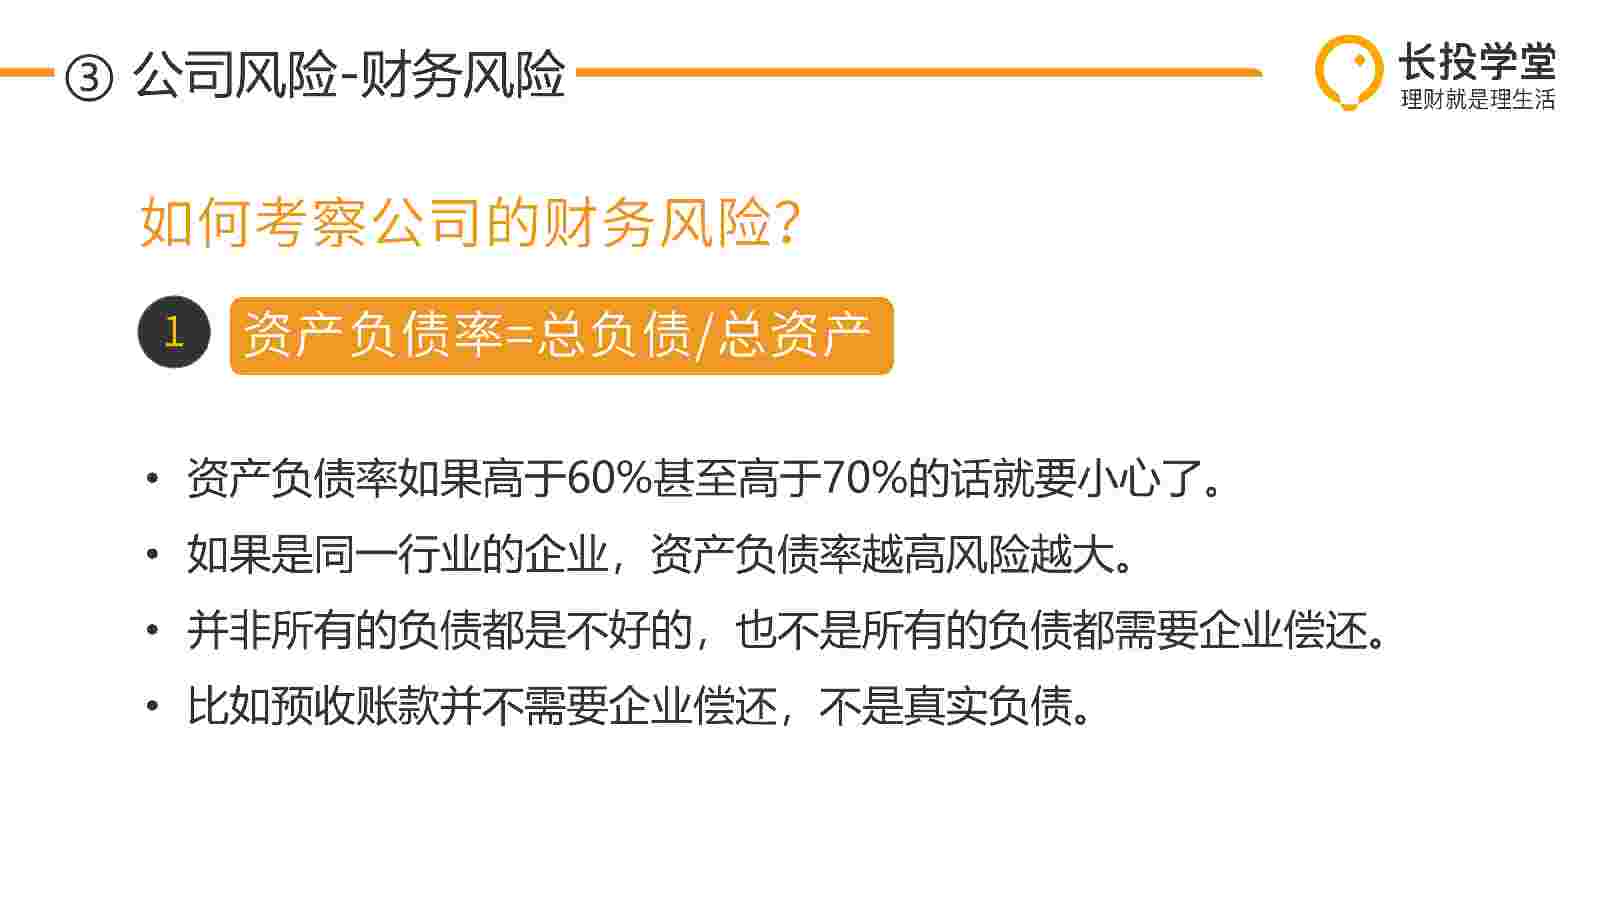 ③ 公司风险-财务风险
长投学堂
理财就是理生活
如何考察公司的财务风险？
1 资产负债率=总负债/总资产
• 资产负债率如果高于60%甚至高于70%的话就要小心了。
• 如果是同一行业的企业，资产负债率越高风险越大。
• 并非所有的负债都是不好的，也不是所有的负债都需要企业偿还。
• 比如预收账款并不需要企业偿还，不是真实负债。